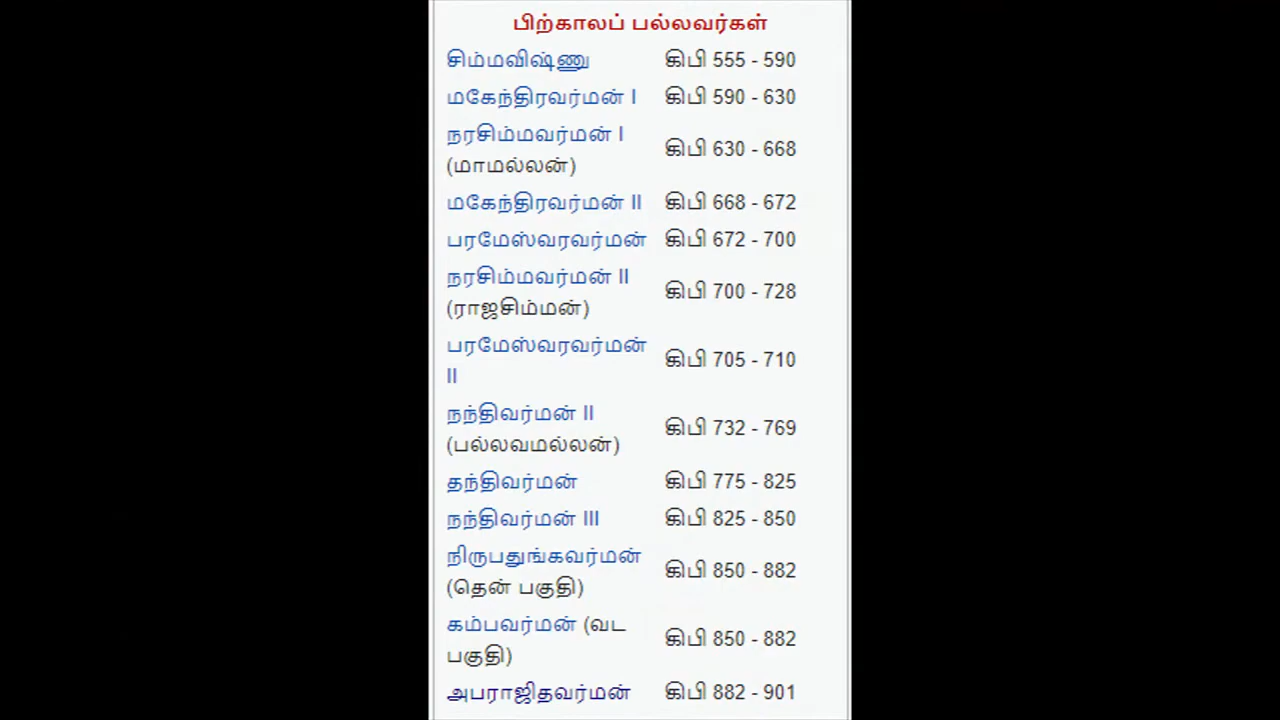 பிற்காலப் பல்லவர்கள்
சிம்மவிஷ்ணு கிபி 555 - 590
மகேந்திரவர்மன் I கிபி 590 - 630
நரசிம்மவர்மன் I
(மாமல்லன்) கிபி 630 - 668
மகேந்திரவர்மன் II கிபி 668 - 672
பரமேஸ்வரவர்மன் கிபி 672 - 700
நரசிம்மவர்மன் II
(ராஜசிம்மன்) கிபி 700 - 728
பரமேஸ்வரவர்மன்
II கிபி 705 - 710
நந்திவர்மன் II
(பல்லவமல்லன்) கிபி 732 - 769
தந்திவர்மன் கிபி 775 - 825
நந்திவர்மன் III கிபி 825 - 850
நிருபதுங்கவர்மன்
(தென் பகுதி) கிபி 850 - 882
கம்பவர்மன் (வட
பகுதி) கிபி 850 - 882
அபராஜிதவர்மன் கிபி 882 - 901